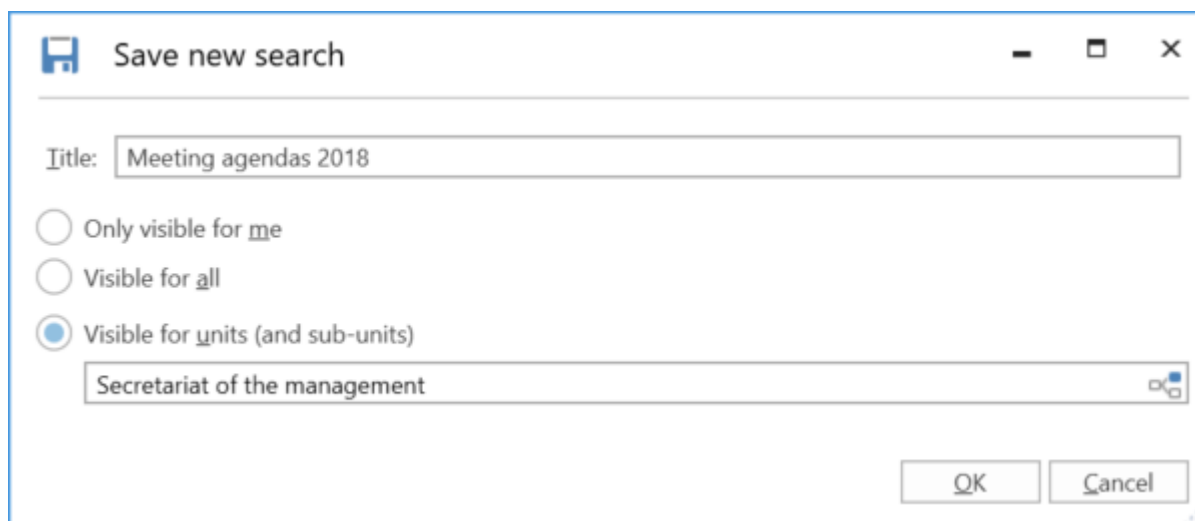 Save new search
Title: Meeting agendas 2018
Only visible for me
Visible for all
Visible for units (and sub-units)
Secretariat of the management
OK Cancel